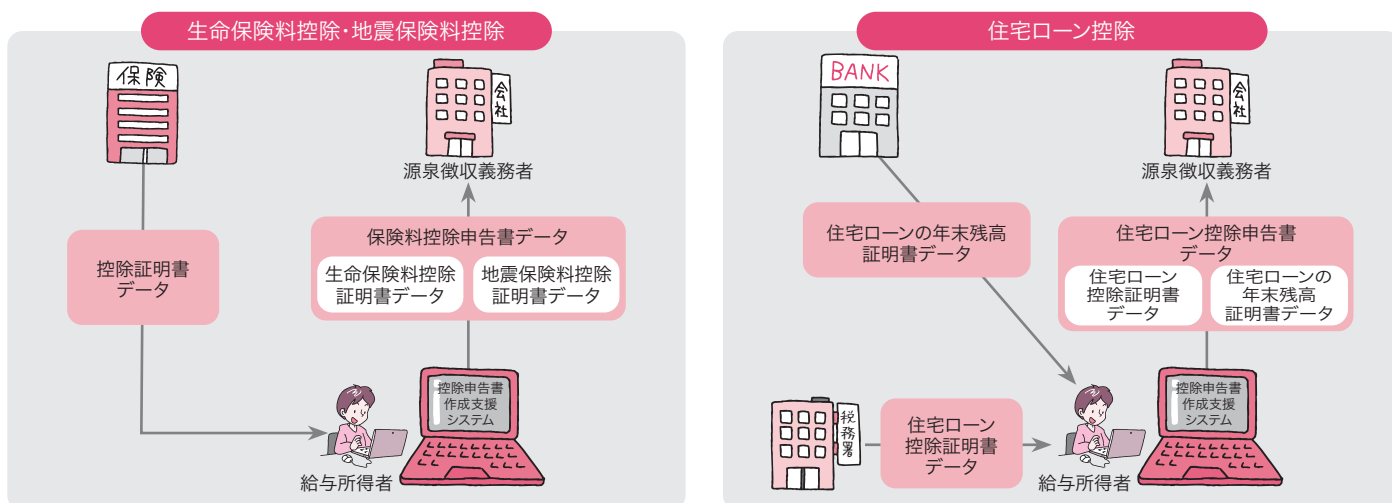 生命保険料控除・地震保険料控除
保険
会社
源泉徴収義務者
控除証明書
データ
保険料控除申告書データ
生命保険料控除
証明書データ
地震保険料控除
証明書データ
控除申告書
作成支援
システム
給与所得者
住宅ローン控除
BANK
会社
源泉徴収義務者
住宅ローンの年末残高
証明書データ
住宅ローン控除申告書
データ
住宅ローン
控除証明書
データ
住宅ローンの
年末残高
証明書データ
税務署
住宅ローン
控除証明書
データ
控除申告書
作成支援
システム
給与所得者